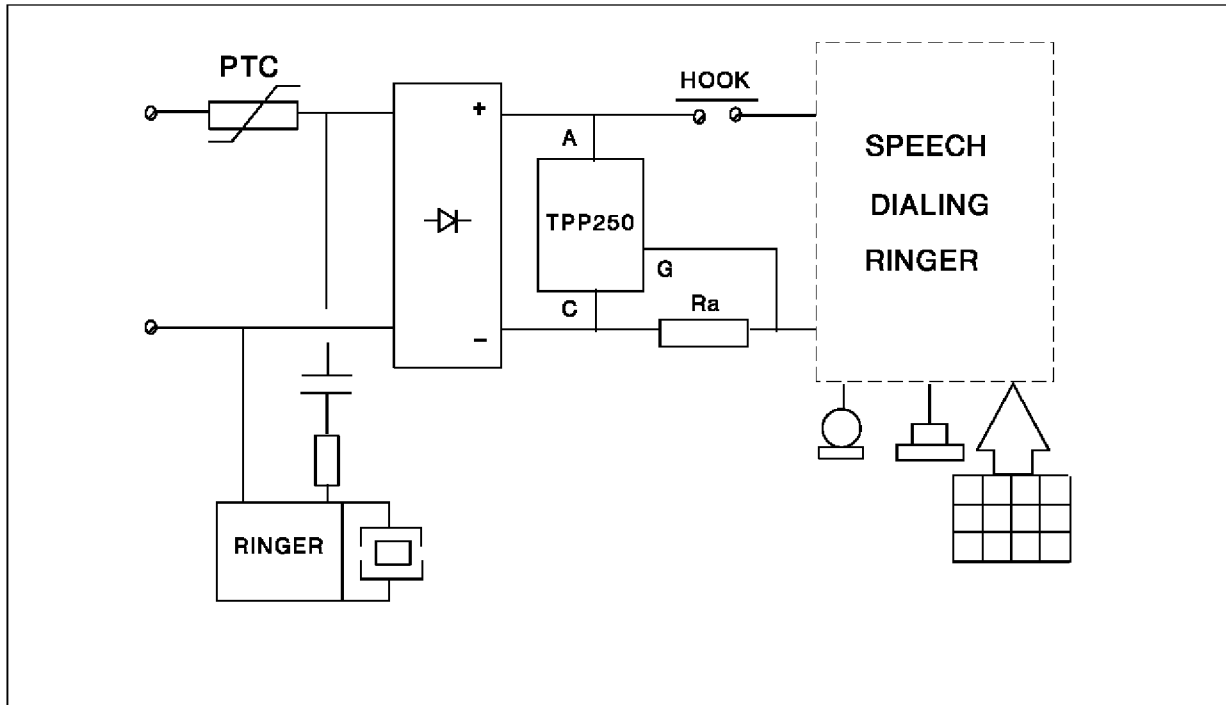 PTC
HOOK
+
A
SPEECH
DIALING
RINGER
TPP250
G
C
Ra
−
RINGER